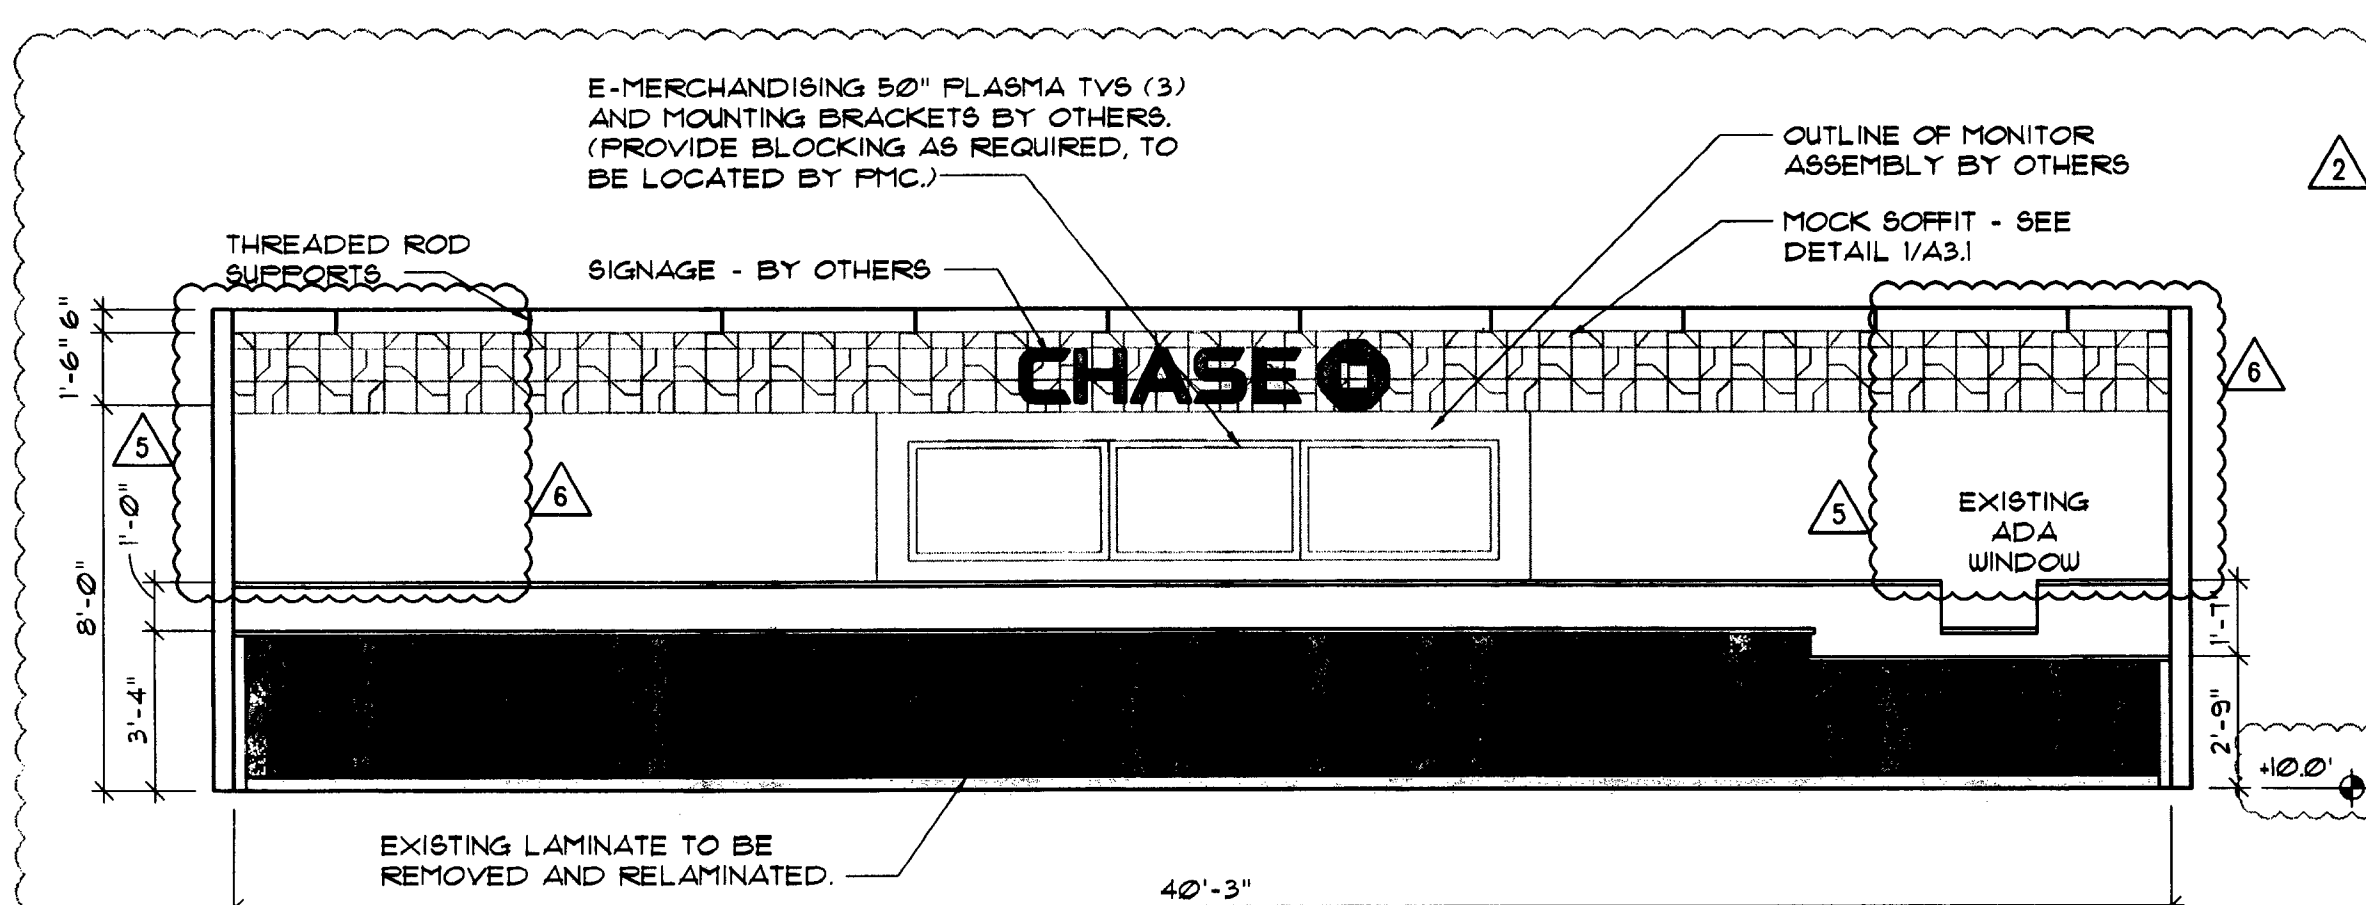 E-MERCHANDISING 50" PLASMA TVS (3)
AND MOUNTING BRACKETS BY OTHERS.
(PROVIDE BLOCKING AS REQUIRED, TO
BE LOCATED BY PMC.)
OUTLINE OF MONITOR
ASSEMBLY BY OTHERS
2
MOCK SOFFIT - SEE
DETAIL 1/A3.1
THREADED ROD
SUPPORTS
SIGNAGE - BY OTHERS
6"
1'-6"
CHASE
6
5
6
5
EXISTING
ADA
WINDOW
1'-0"
8'-0"
3'-4"
1'-7"
2'-9"
+10.0'
EXISTING LAMINATE TO BE
REMOVED AND RELAMINATED.
40'-3"